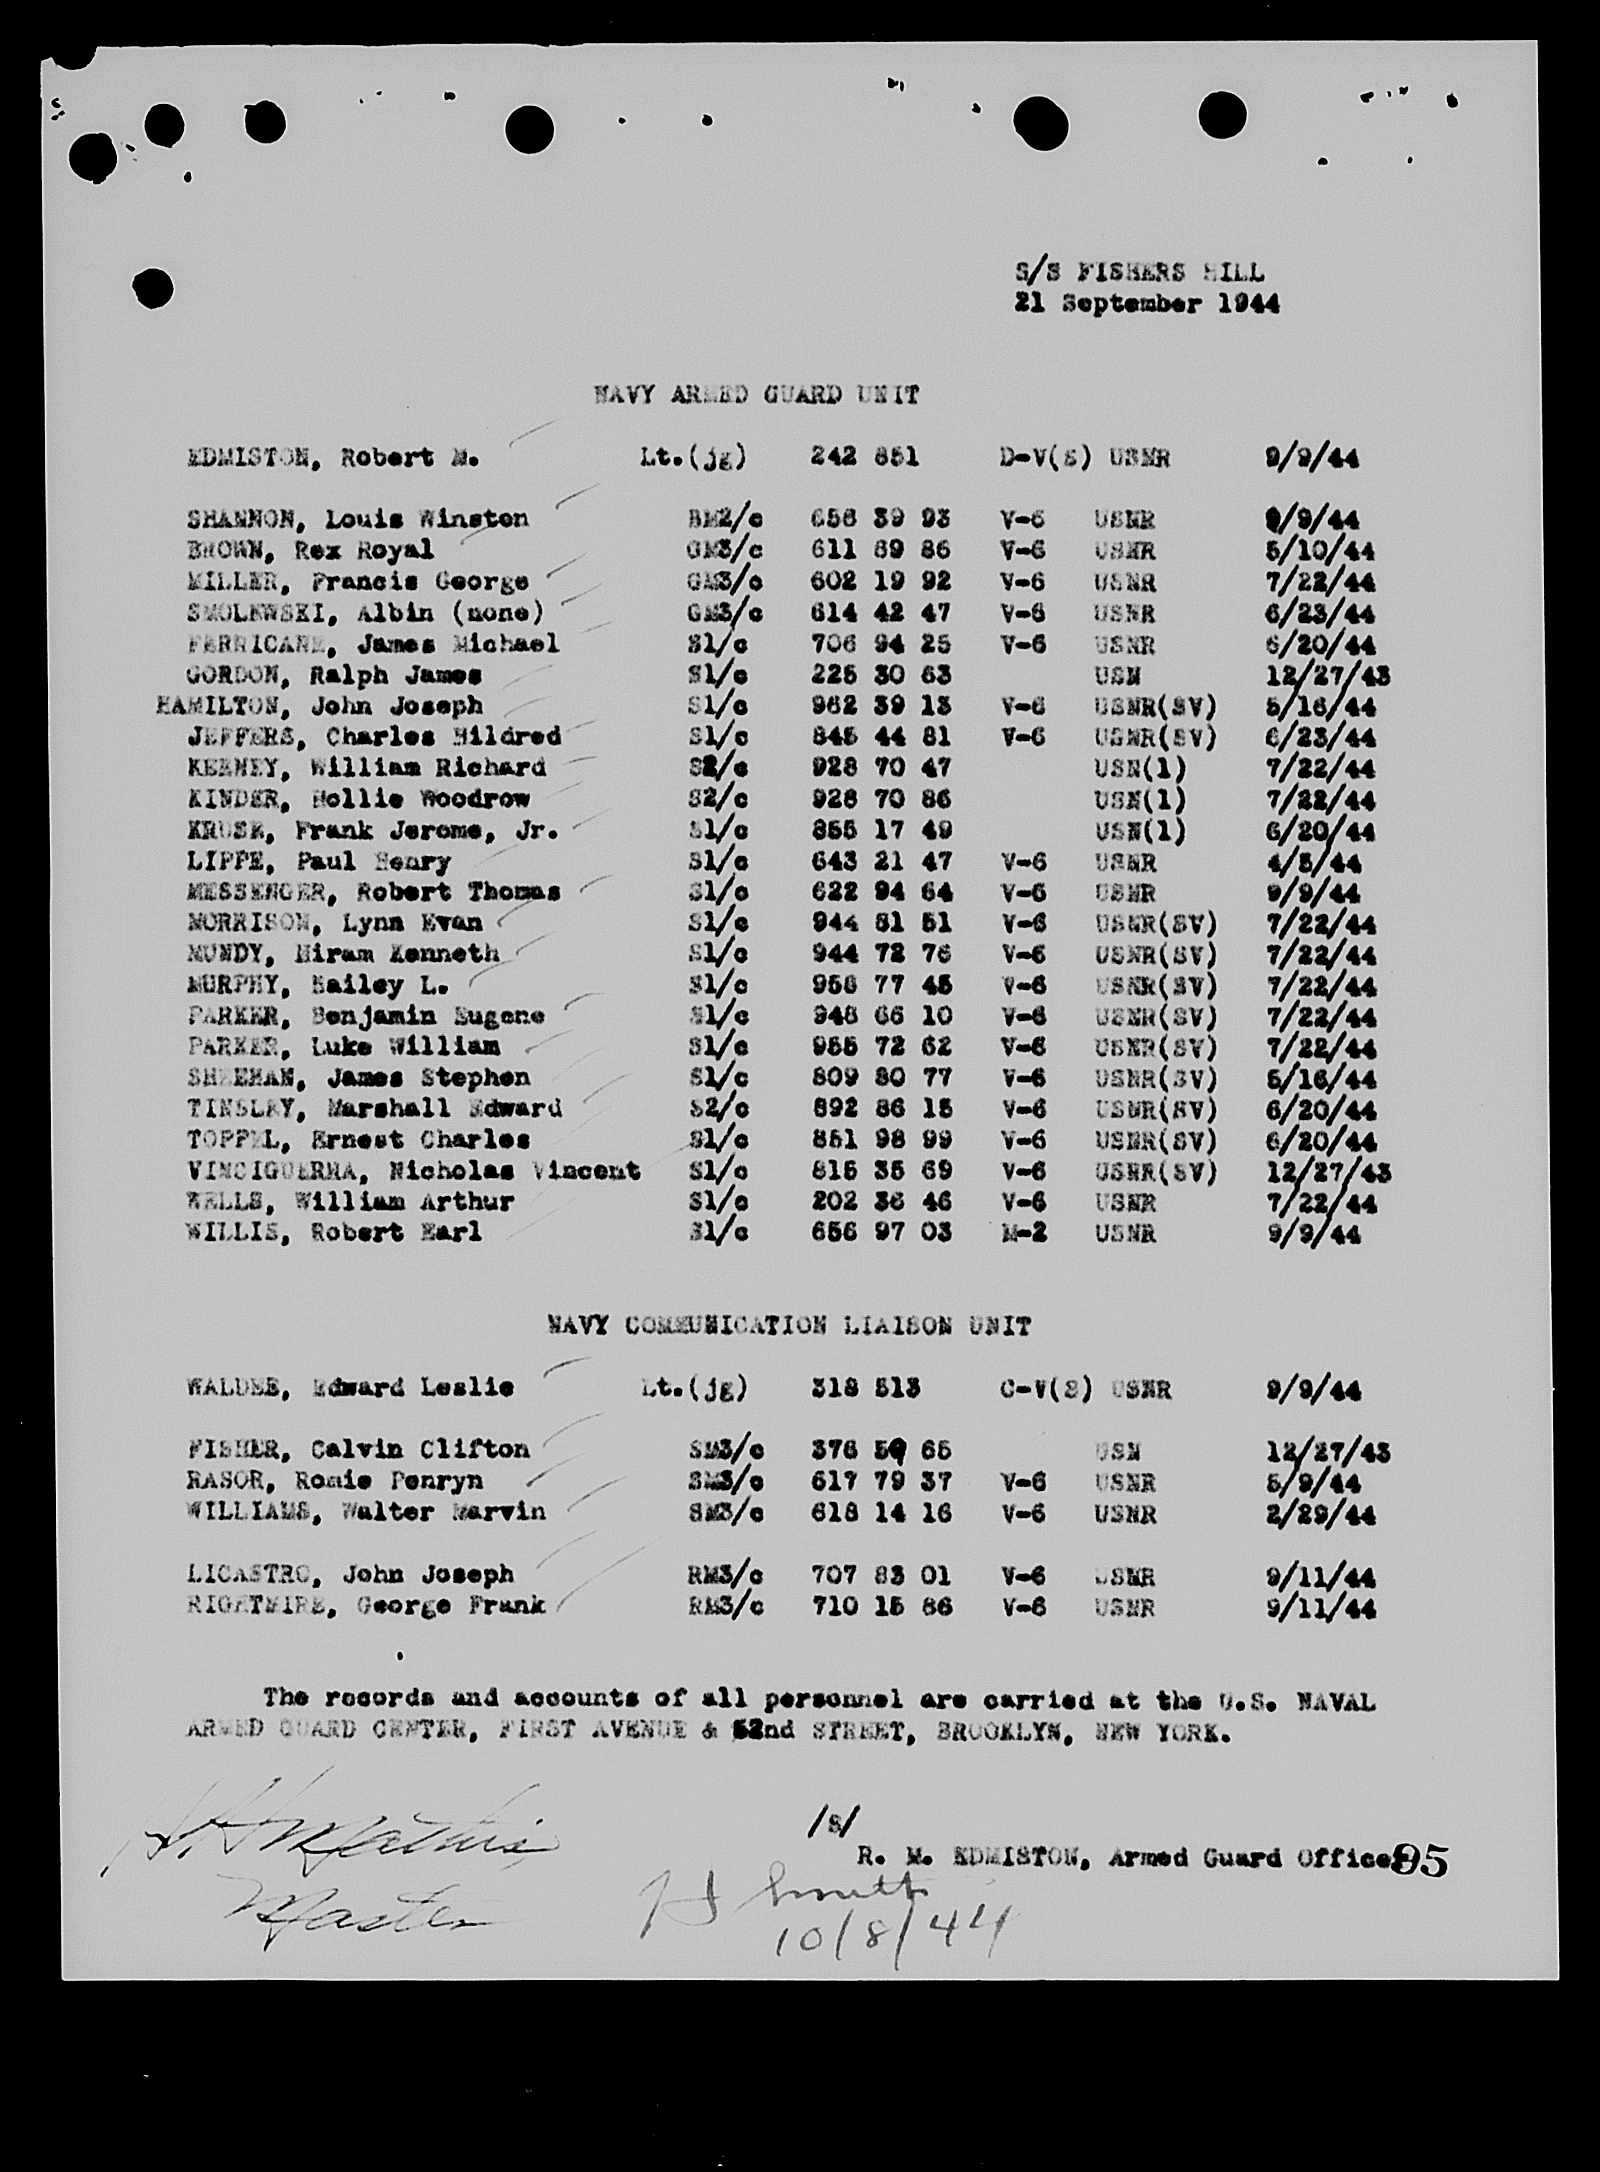 S/S FISHERS HILL
21 September 1944
NAVY ARMED GUARD UNIT
EDMISTON, Robert M. Lt.(jg) 242 851 D-V(S) USNR 9/9/44
SHANNON, Louis Winston BM2/c 656 39 93 V-6 USNR 9/9/44
BROWN, Rex Royal GM3/c 611 89 86 V-6 USNR 5/10/44
MILLER, Francis George GM3/c 602 19 92 V-6 USNR 7/22/44
SMOLEWSKI, Albin (none) GM3/c 614 42 47 V-6 USNR 6/23/44
FERRICANE, James Michael S1/c 706 94 25 V-6 USNR 6/20/44
GORDON, Ralph James S1/c 225 30 63 USN 12/27/43
HAMILTON, John Joseph S1/c 962 39 13 V-6 USNR(SV) 5/16/44
JEFFERS, Charles Hildred S1/c 845 44 81 V-6 USNR(SV) 6/23/44
KEENEY, William Richard S2/c 928 70 47 USN(1) 7/22/44
KINDER, Hollie Woodrow S2/c 928 70 86 USN(1) 7/22/44
KRUSE, Frank Jerome, Jr. S1/c 855 17 49 USN(1) 6/20/44
LIPPE, Paul Henry S1/c 643 21 47 V-6 USNR 4/5/44
MESSENGER, Robert Thomas S1/c 622 94 64 V-6 USNR 9/9/44
MORRISON, Lynn Evan S1/c 944 81 51 V-6 USNR(SV) 7/22/44
MUNDY, Hiram Kenneth S1/c 944 72 76 V-6 USNR(SV) 7/22/44
MURPHY, Bailey L. S1/c 956 77 45 V-6 USNR(SV) 7/22/44
PARKER, Benjamin Eugene S1/c 948 66 10 V-6 USNR(SV) 7/22/44
PARKER, Luke William S1/c 955 72 62 V-6 USNR(SV) 7/22/44
SHEEHAN, James Stephen S1/c 809 80 77 V-6 USNR(SV) 5/16/44
TINSLEY, Marshall Edward S2/c 892 86 15 V-6 USNR(SV) 6/20/44
TOPPEL, Ernest Charles S1/c 851 98 99 V-6 USNR(SV) 6/20/44
VINCIGUERRA, Nicholas Vincent S1/c 815 35 69 V-6 USNR(SV) 12/27/43
WELLS, William Arthur S1/c 202 36 46 V-6 USNR 7/22/44
WILLIS, Robert Earl S1/c 656 97 03 M-2 USNR 9/9/44
NAVY COMMUNICATION LIAISON UNIT
WALDEE, Edward Leslie Lt.(jg) 318 513 C-V(S) USNR 9/9/44
FISHER, Calvin Clifton SM3/c 376 50 65 USN 12/27/43
RASOR, Romie Penryn SM3/c 617 79 37 V-6 USNR 5/9/44
WILLIAMS, Walter Marvin SM3/c 618 14 16 V-6 USNR 2/29/44
LICASTRO, John Joseph RM3/c 707 83 01 V-6 USNR 9/11/44
RIGHTMIRE, George Frank RM3/c 710 15 86 V-6 USNR 9/11/44
The records and accounts of all personnel are carried at the U.S. NAVAL
ARMED GUARD CENTER, FIRST AVENUE & 52nd STREET, BROOKLYN, NEW YORK.
/s/
R. M. EDMISTON, Armed Guard Officer
95
Mathis
Master
Smith
10/8/44